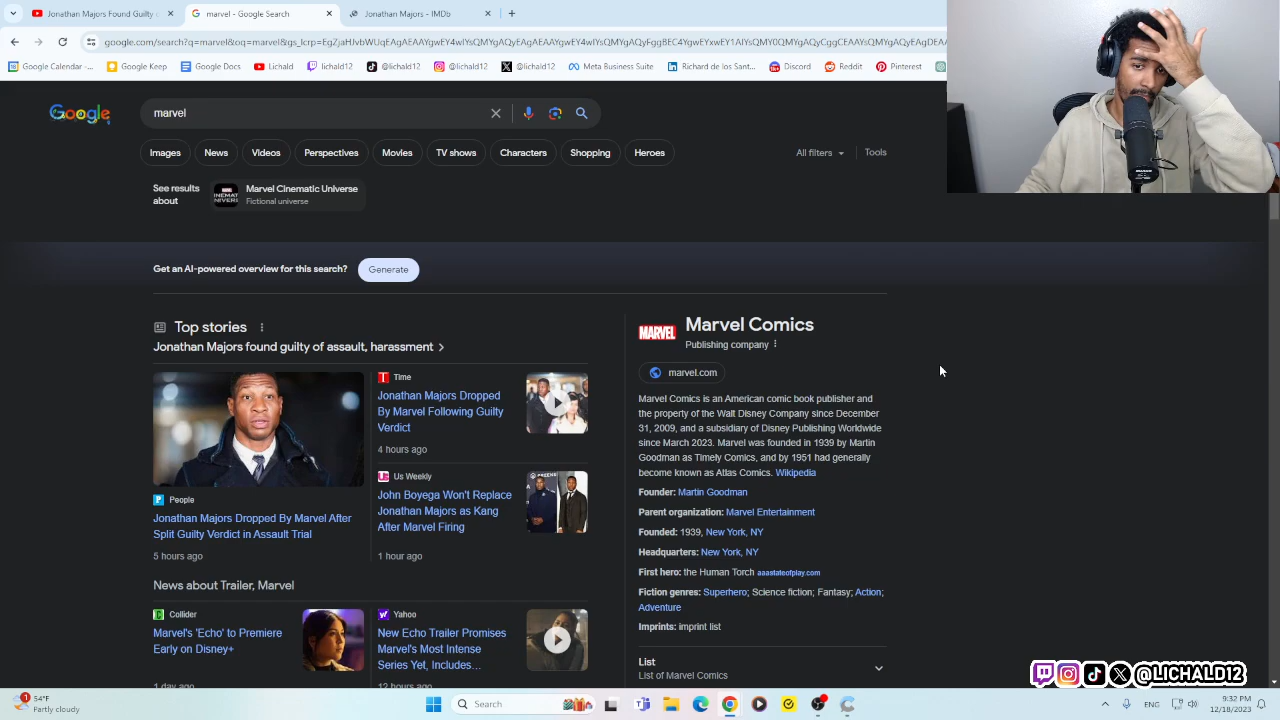 Jonathan Majors Found Guilty
marvel - Google Search
Jonathan Majors - IMDb
google.com/search?q=marvel&oq=marvel&gs_lcrp=
Google Calendar -...
Google Keep
Google Docs
Lichald
lichald12
@lichald12
@lichald12
@lichald12
Meta Business Suite
Richard de los Sant...
Discord
Reddit
Pinterest
Google
marvel
Images
News
Videos
Perspectives
Movies
TV shows
Characters
Shopping
Heroes
All filters
Tools
See results
about
Marvel Cinematic Universe
Fictional universe
Get an AI-powered overview for this search?
Generate
Top stories
Jonathan Majors found guilty of assault, harassment
People
Jonathan Majors Dropped By Marvel After
Split Guilty Verdict in Assault Trial
5 hours ago
Time
Jonathan Majors Dropped
By Marvel Following Guilty
Verdict
4 hours ago
Us Weekly
John Boyega Won't Replace
Jonathan Majors as Kang
After Marvel Firing
1 hour ago
News about Trailer, Marvel
Collider
Marvel's 'Echo' to Premiere
Early on Disney+
1 day ago
Yahoo
New Echo Trailer Promises
Marvel's Most Intense
Series Yet, Includes...
12 hours ago
MARVEL
Marvel Comics
Publishing company
marvel.com
Marvel Comics is an American comic book publisher and
the property of the Walt Disney Company since December
31, 2009, and a subsidiary of Disney Publishing Worldwide
since March 2023. Marvel was founded in 1939 by Martin
Goodman as Timely Comics, and by 1951 had generally
become known as Atlas Comics. Wikipedia
Founder: Martin Goodman
Parent organization: Marvel Entertainment
Founded: 1939, New York, NY
Headquarters: New York, NY
First hero: the Human Torch aaastateofplay.com
Fiction genres: Superhero; Science fiction; Fantasy; Action;
Adventure
Imprints: imprint list
List
List of Marvel Comics
@LICHALD12
1
54°F
Partly cloudy
Search
ENG
9:32 PM
12/18/2023